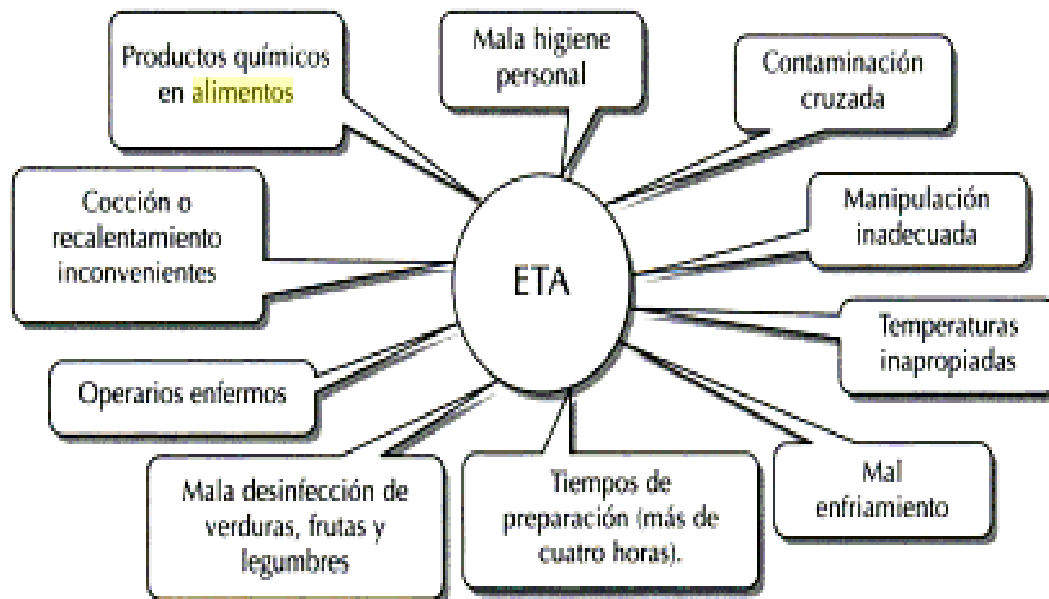 Productos químicos
en alimentos
Mala higiene
personal
Contaminación
cruzada
Cocción o
recalentamiento
inconvenientes
ETA
Manipulación
inadecuada
Temperaturas
inapropiadas
Operarios enfermos
Mala desinfección de
verduras, frutas y
legumbres
Tiempos de
preparación (más de
cuatro horas).
Mal
enfriamiento